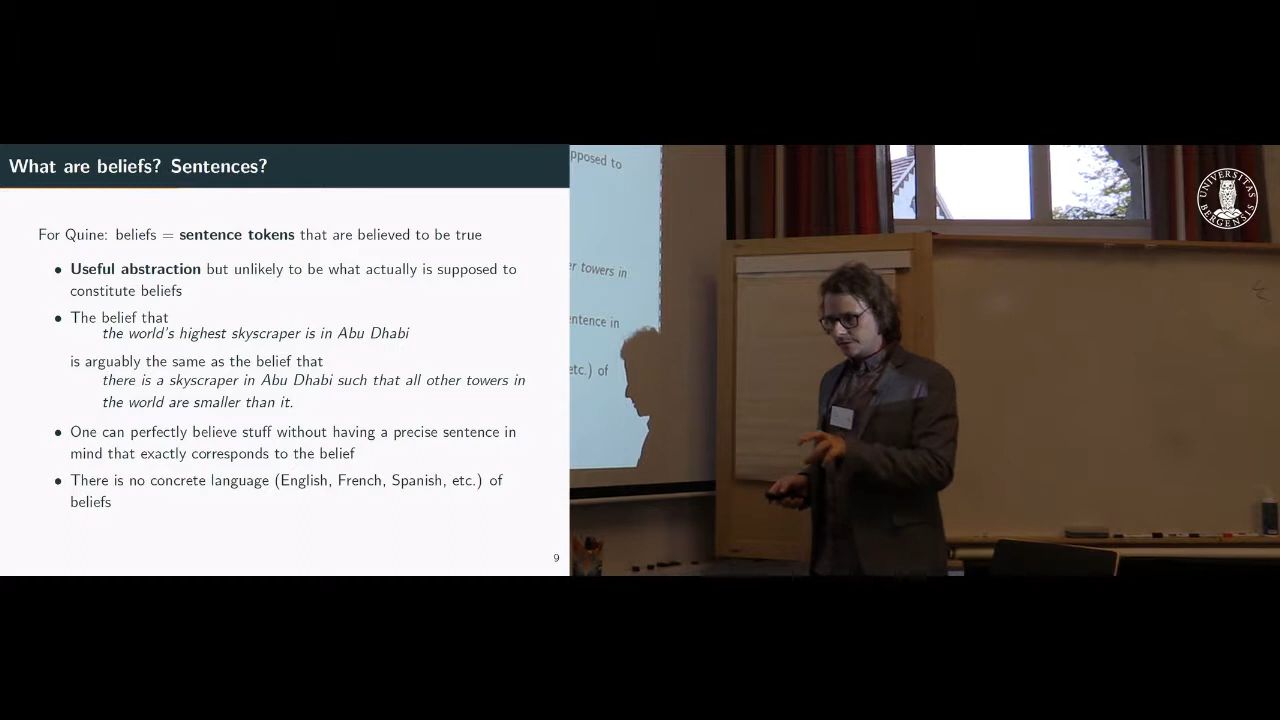 What are beliefs? Sentences?
For Quine: beliefs = sentence tokens that are believed to be true
• Useful abstraction but unlikely to be what actually is supposed to
constitute beliefs
• The belief that
the world's highest skyscraper is in Abu Dhabi
is arguably the same as the belief that
there is a skyscraper in Abu Dhabi such that all other towers in
the world are smaller than it.
• One can perfectly believe stuff without having a precise sentence in
mind that exactly corresponds to the belief
• There is no concrete language (English, French, Spanish, etc.) of
beliefs
9
pposed to
r towers in
ntence in
etc.) of
UNIVERSITAS
BERGENSIS